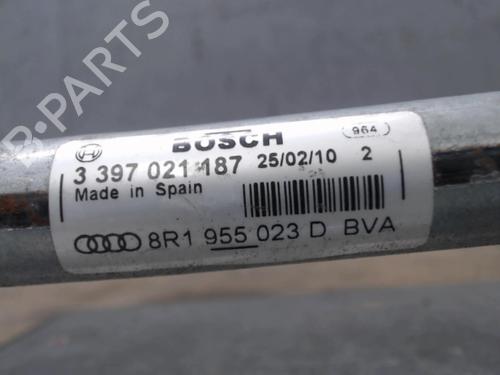 B-PARTS
BOSCH
964
3 397 021 187 25/02/10 2
Made in Spain
8R1 955 023 D BVA